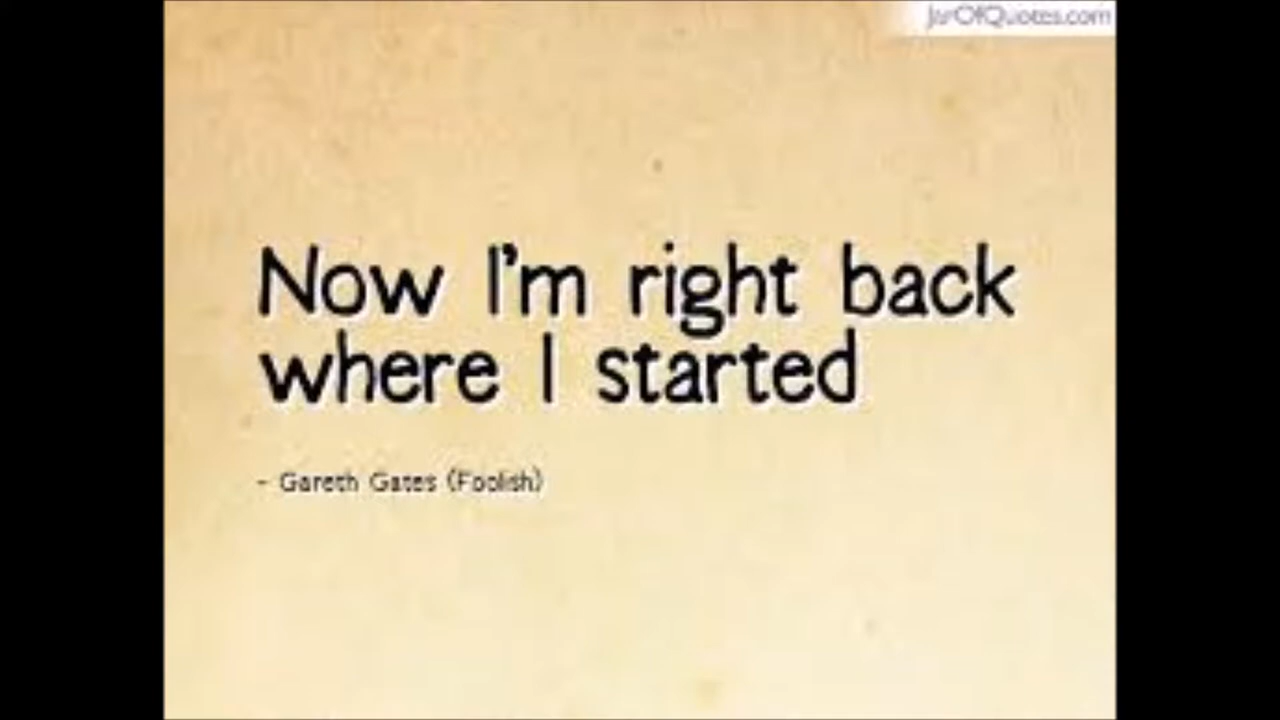 JarOfQuotes.com
Now I'm right back
where I started
- Gareth Gates (Foolish)